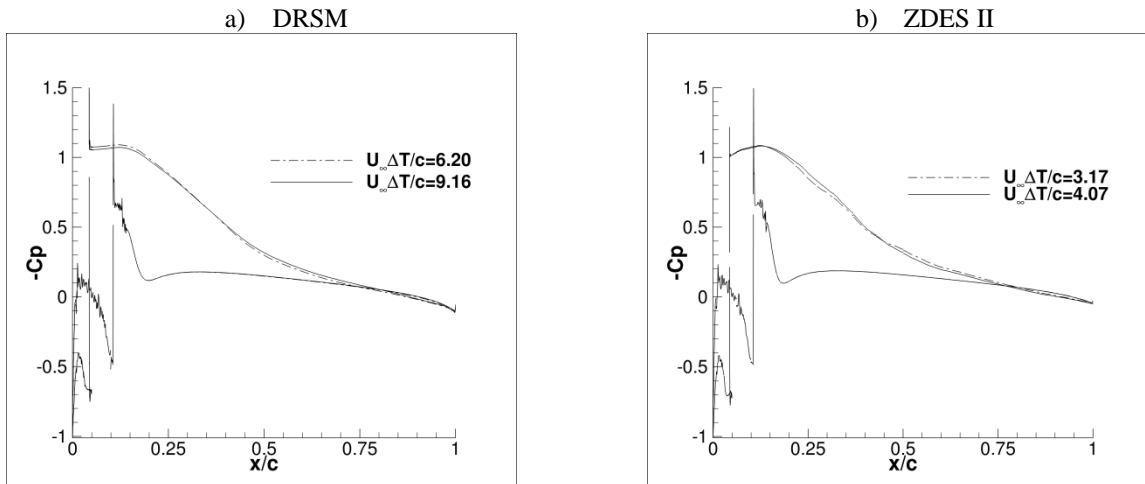 a) DRSM
b) ZDES II
1.5
1
0.5
0
-0.5
-1
-Cp
U∞ΔT/c=6.20
U∞ΔT/c=9.16
0
0.25
0.5
0.75
1
x/c
1.5
1
0.5
0
-0.5
-1
-Cp
U∞ΔT/c=3.17
U∞ΔT/c=4.07
0
0.25
0.5
0.75
1
x/c